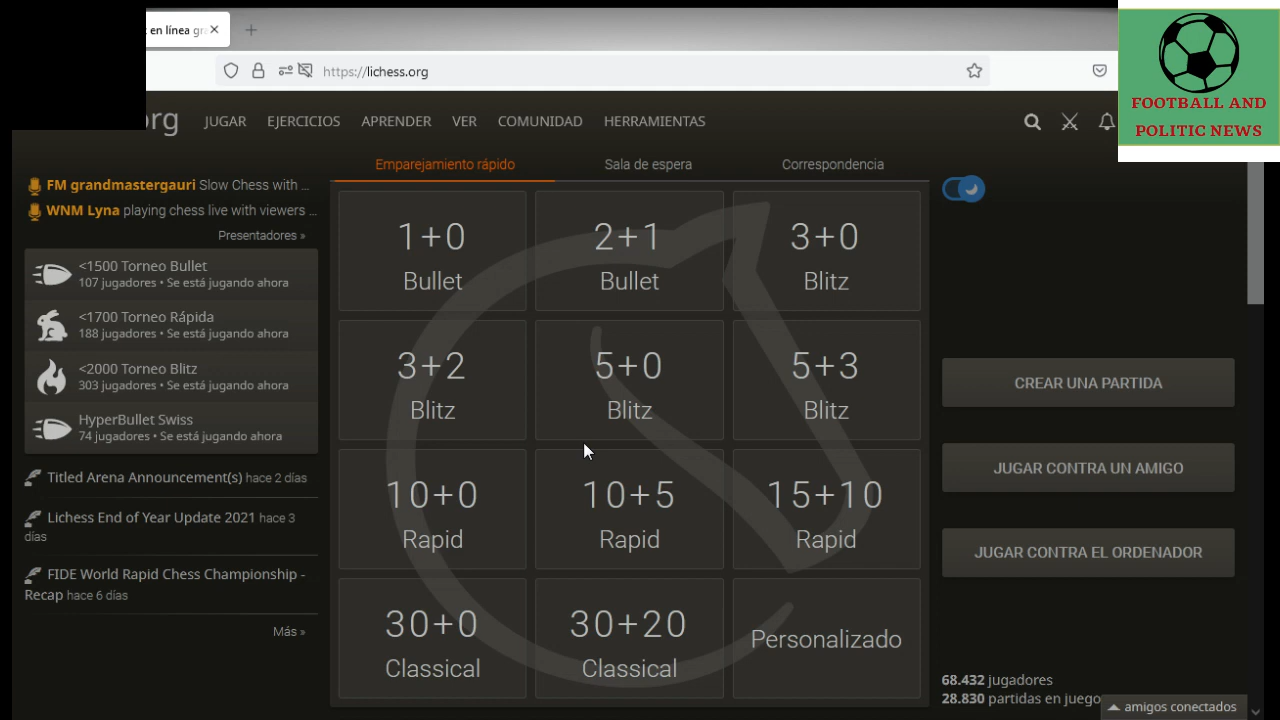 en línea gr
https://lichess.org
FOOTBALL AND
POLITIC NEWS
org
JUGAR EJERCICIOS APRENDER VER COMUNIDAD HERRAMIENTAS
Emparejamiento rápido Sala de espera Correspondencia
FM grandmastergauri Slow Chess with ...
WNM Lyna playing chess live with viewers ...
Presentadores »
<1500 Torneo Bullet
107 jugadores • Se está jugando ahora
<1700 Torneo Rápida
188 jugadores • Se está jugando ahora
<2000 Torneo Blitz
303 jugadores • Se está jugando ahora
HyperBullet Swiss
74 jugadores • Se está jugando ahora
Titled Arena Announcement(s) hace 2 días
Lichess End of Year Update 2021 hace 3
días
FIDE World Rapid Chess Championship -
Recap hace 6 días
Más »
1+0 2+1 3+0
Bullet Bullet Blitz
3+2 5+0 5+3
Blitz Blitz Blitz
10+0 10+5 15+10
Rapid Rapid Rapid
30+0 30+20
Classical Classical
Personalizado
CREAR UNA PARTIDA
JUGAR CONTRA UN AMIGO
JUGAR CONTRA EL ORDENADOR
68.432 jugadores
28.830 partidas en juego
amigos conectados